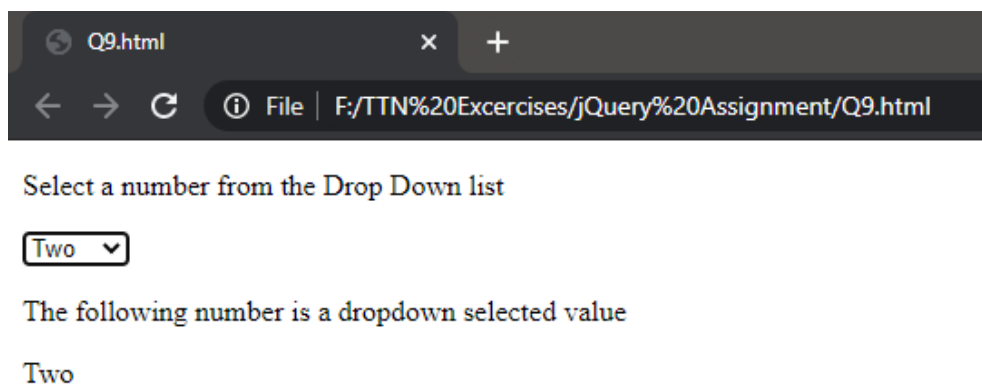 Q9.html
File F:/TTN%20Excercises/jQuery%20Assignment/Q9.html
Select a number from the Drop Down list
Two
The following number is a dropdown selected value
Two